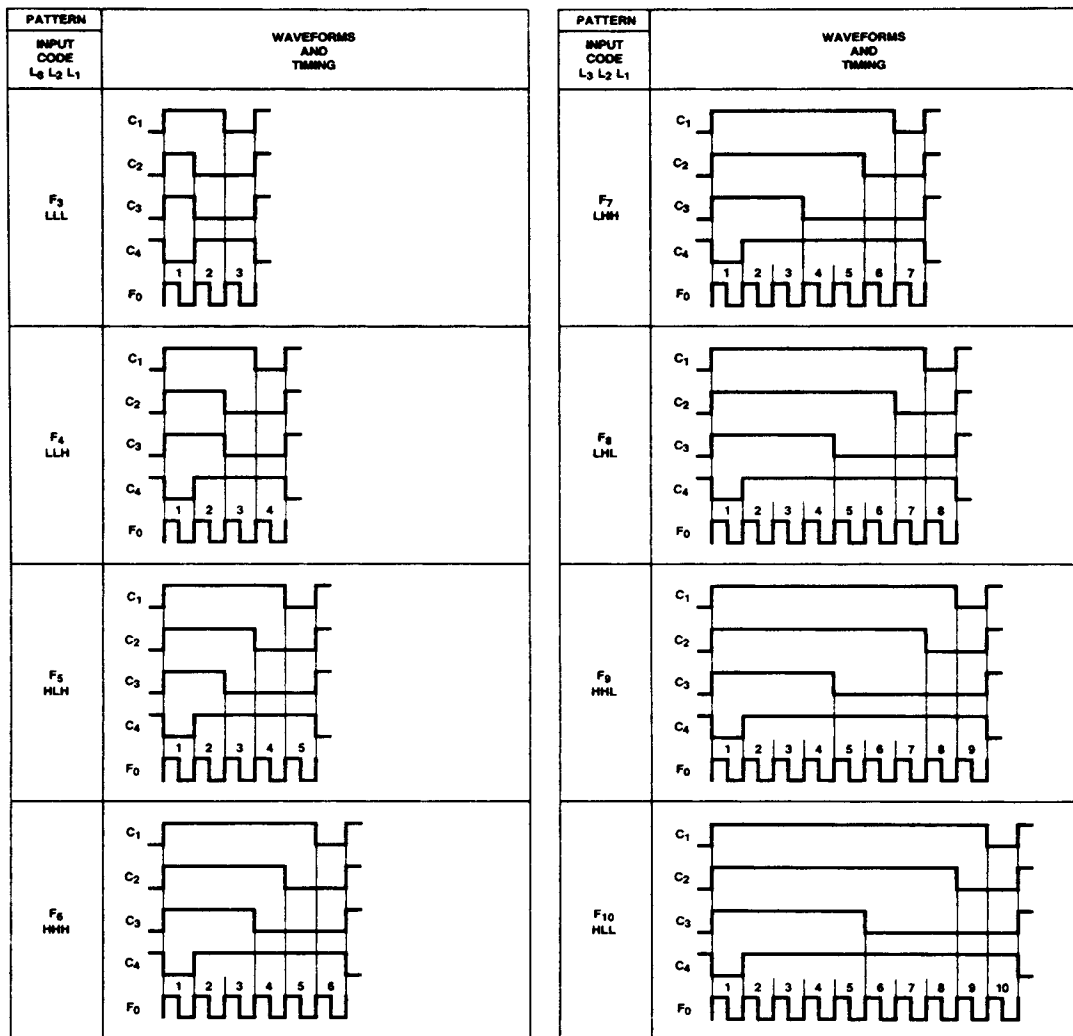 PATTERN
INPUT
CODE
L8 L2 L1
WAVEFORMS
AND
TIMING
F3
LLL
C1
C2
C3
C4
1 2 3
F0
F4
LLH
C1
C2
C3
C4
1 2 3 4
F0
F5
HLH
C1
C2
C3
C4
1 2 3 4 5
F0
F6
HHH
C1
C2
C3
C4
1 2 3 4 5 6
F0
PATTERN
INPUT
CODE
L3 L2 L1
WAVEFORMS
AND
TIMING
F7
LHH
C1
C2
C3
C4
1 2 3 4 5 6 7
F0
F8
LHL
C1
C2
C3
C4
1 2 3 4 5 6 7 8
F0
F9
HHL
C1
C2
C3
C4
1 2 3 4 5 6 7 8 9
F0
F10
HLL
C1
C2
C3
C4
1 2 3 4 5 6 7 8 9 10
F0